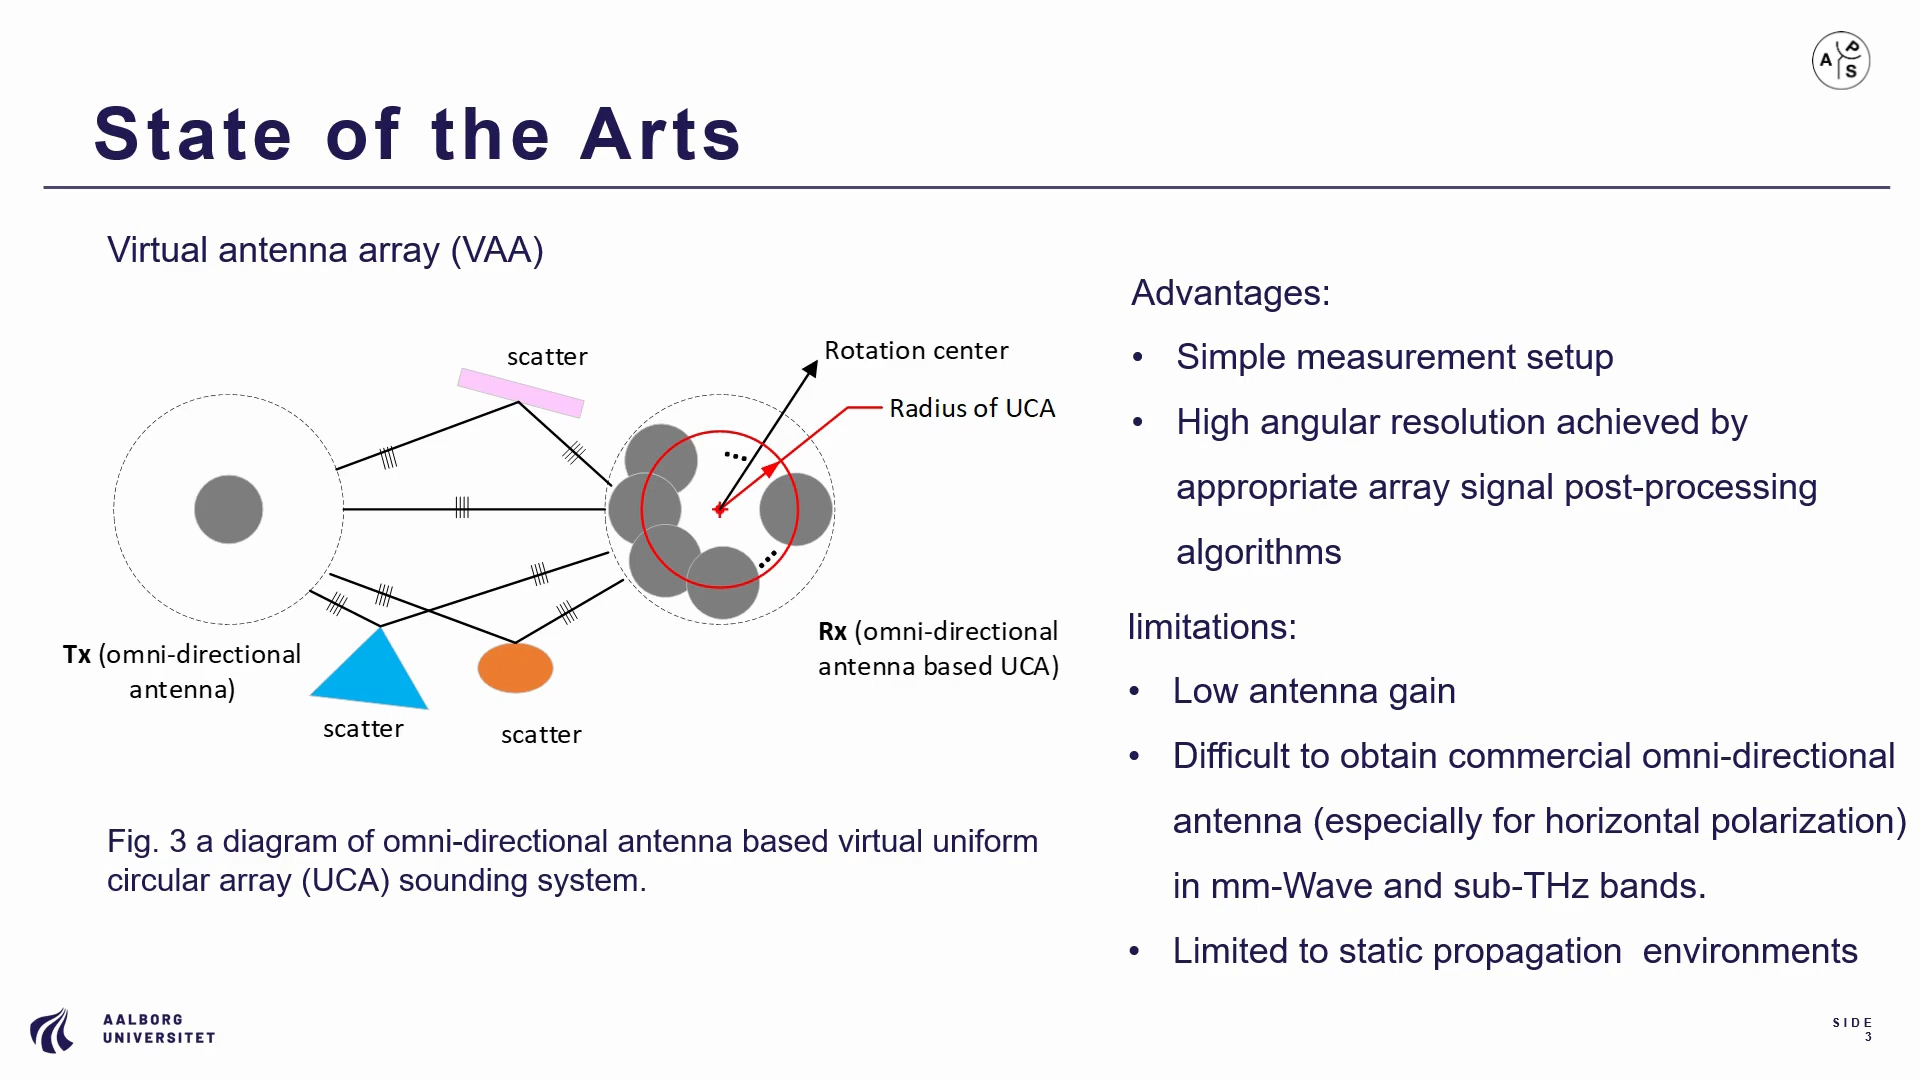 A P S
State of the Arts
Virtual antenna array (VAA)
scatter
Rotation center
Radius of UCA
Tx (omni-directional
antenna)
scatter
scatter
Rx (omni-directional
antenna based UCA)
Fig. 3 a diagram of omni-directional antenna based virtual uniform
circular array (UCA) sounding system.
Advantages:
• Simple measurement setup
• High angular resolution achieved by
appropriate array signal post-processing
algorithms
limitations:
• Low antenna gain
• Difficult to obtain commercial omni-directional
antenna (especially for horizontal polarization)
in mm-Wave and sub-THz bands.
• Limited to static propagation  environments
AALBORG
UNIVERSITET
SIDE
3